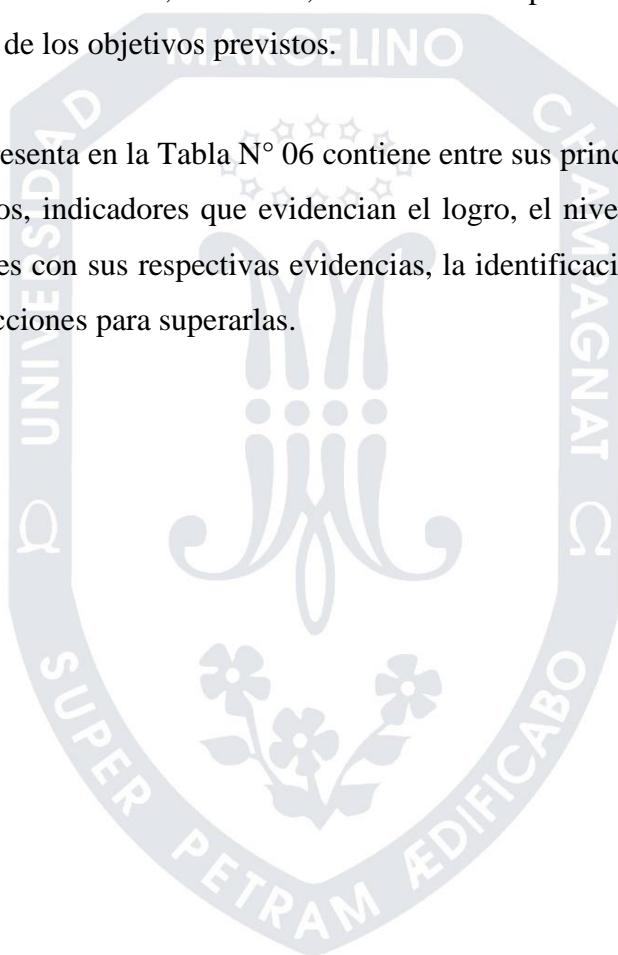 de los objetivos previstos.
resenta en la Tabla N° 06 contiene entre sus princ
os, indicadores que evidencian el logro, el nive
es con sus respectivas evidencias, la identificaci
cciones para superarlas.
UNIVERSIDAD MARCELINO CHAMPAGNAT
SUPER PETRAM ÆDIFICABO